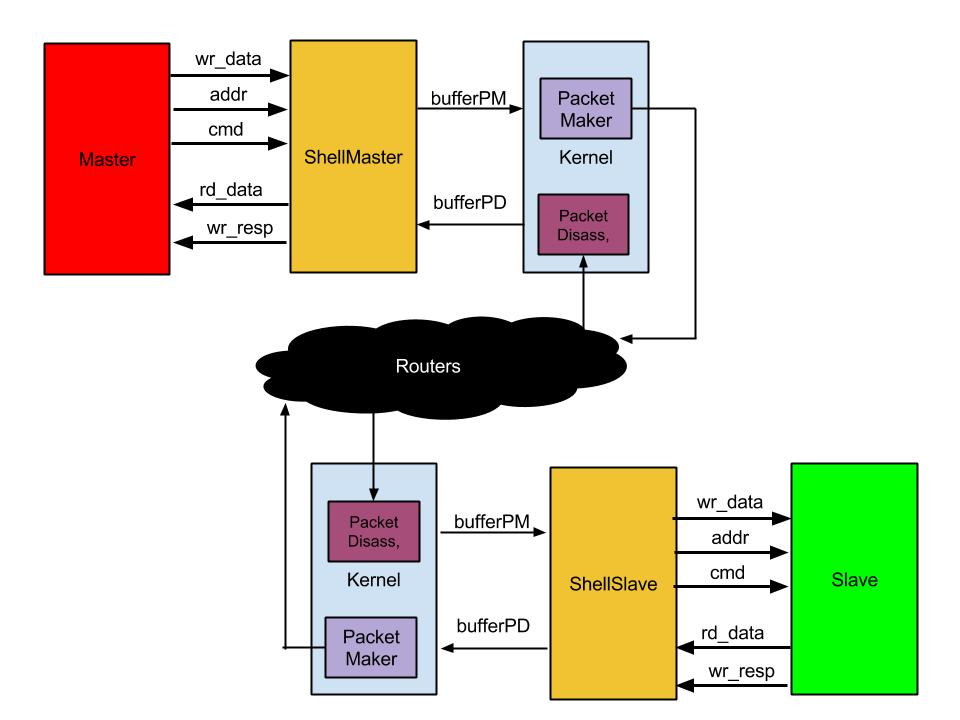 wr_data
addr
cmd
rd_data
wr_resp
Master
ShellMaster
bufferPM
bufferPD
Packet
Maker
Kernel
Packet
Disass,
Routers
Packet
Disass,
Kernel
Packet
Maker
bufferPM
bufferPD
ShellSlave
wr_data
addr
cmd
rd_data
wr_resp
Slave